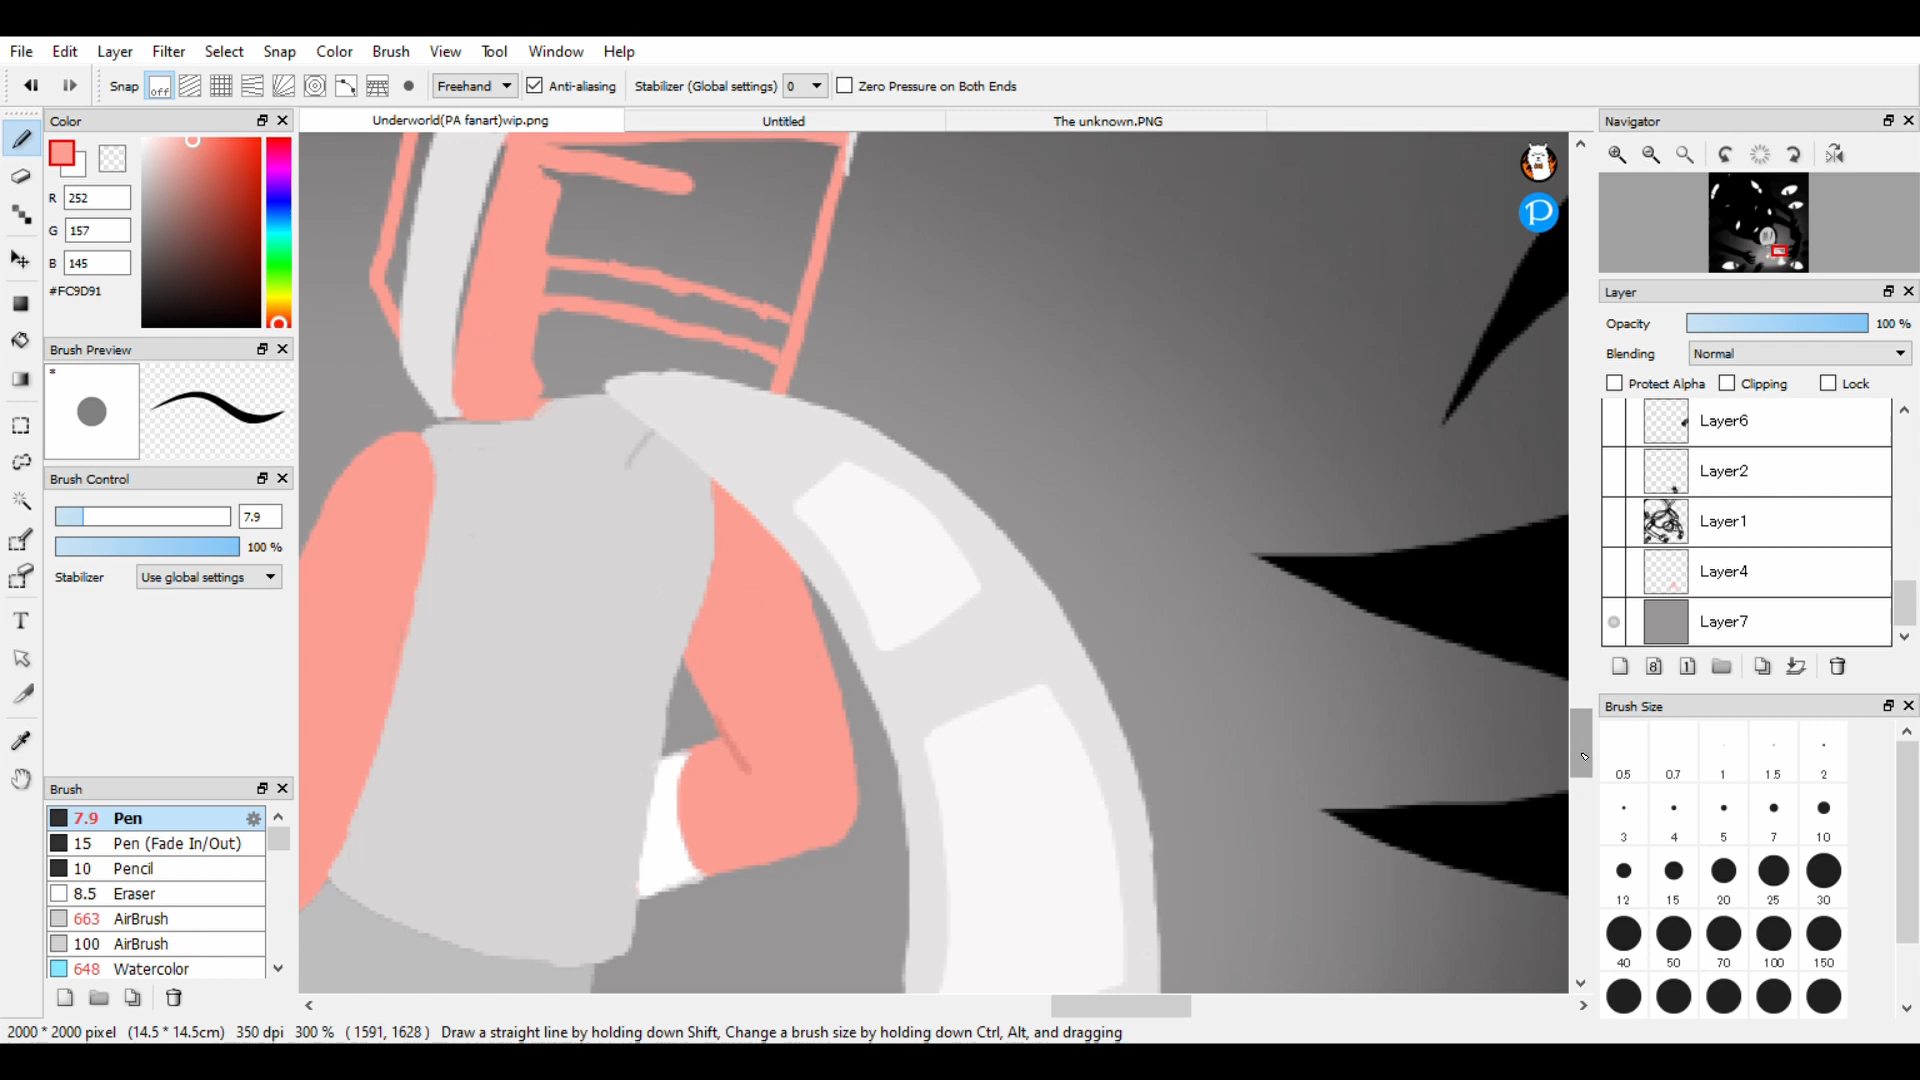 File Edit Layer Filter Select Snap Color Brush View Tool Window Help
Snap off Freehand Anti-aliasing Stabilizer (Global settings) 0 Zero Pressure on Both Ends
Color
R 252
G 157
B 145
#FC9D91
Brush Preview
*
Brush Control
7.9
100 %
Stabilizer Use global settings
Brush
7.9 Pen
15 Pen (Fade In/Out)
10 Pencil
8.5 Eraser
663 AirBrush
100 AirBrush
648 Watercolor
Underworld(PA fanart)wip.png Untitled The unknown.PNG
P
Navigator
Layer
Opacity 100 %
Blending Normal
Protect Alpha Clipping Lock
Layer6
Layer2
Layer1
Layer4
Layer7
8 1
Brush Size
0.5 0.7 1 1.5 2
3 4 5 7 10
12 15 20 25 30
40 50 70 100 150
2000 * 2000 pixel (14.5 * 14.5cm) 350 dpi 300 % ( 1591, 1628 ) Draw a straight line by holding down Shift, Change a brush size by holding down Ctrl, Alt, and dragging